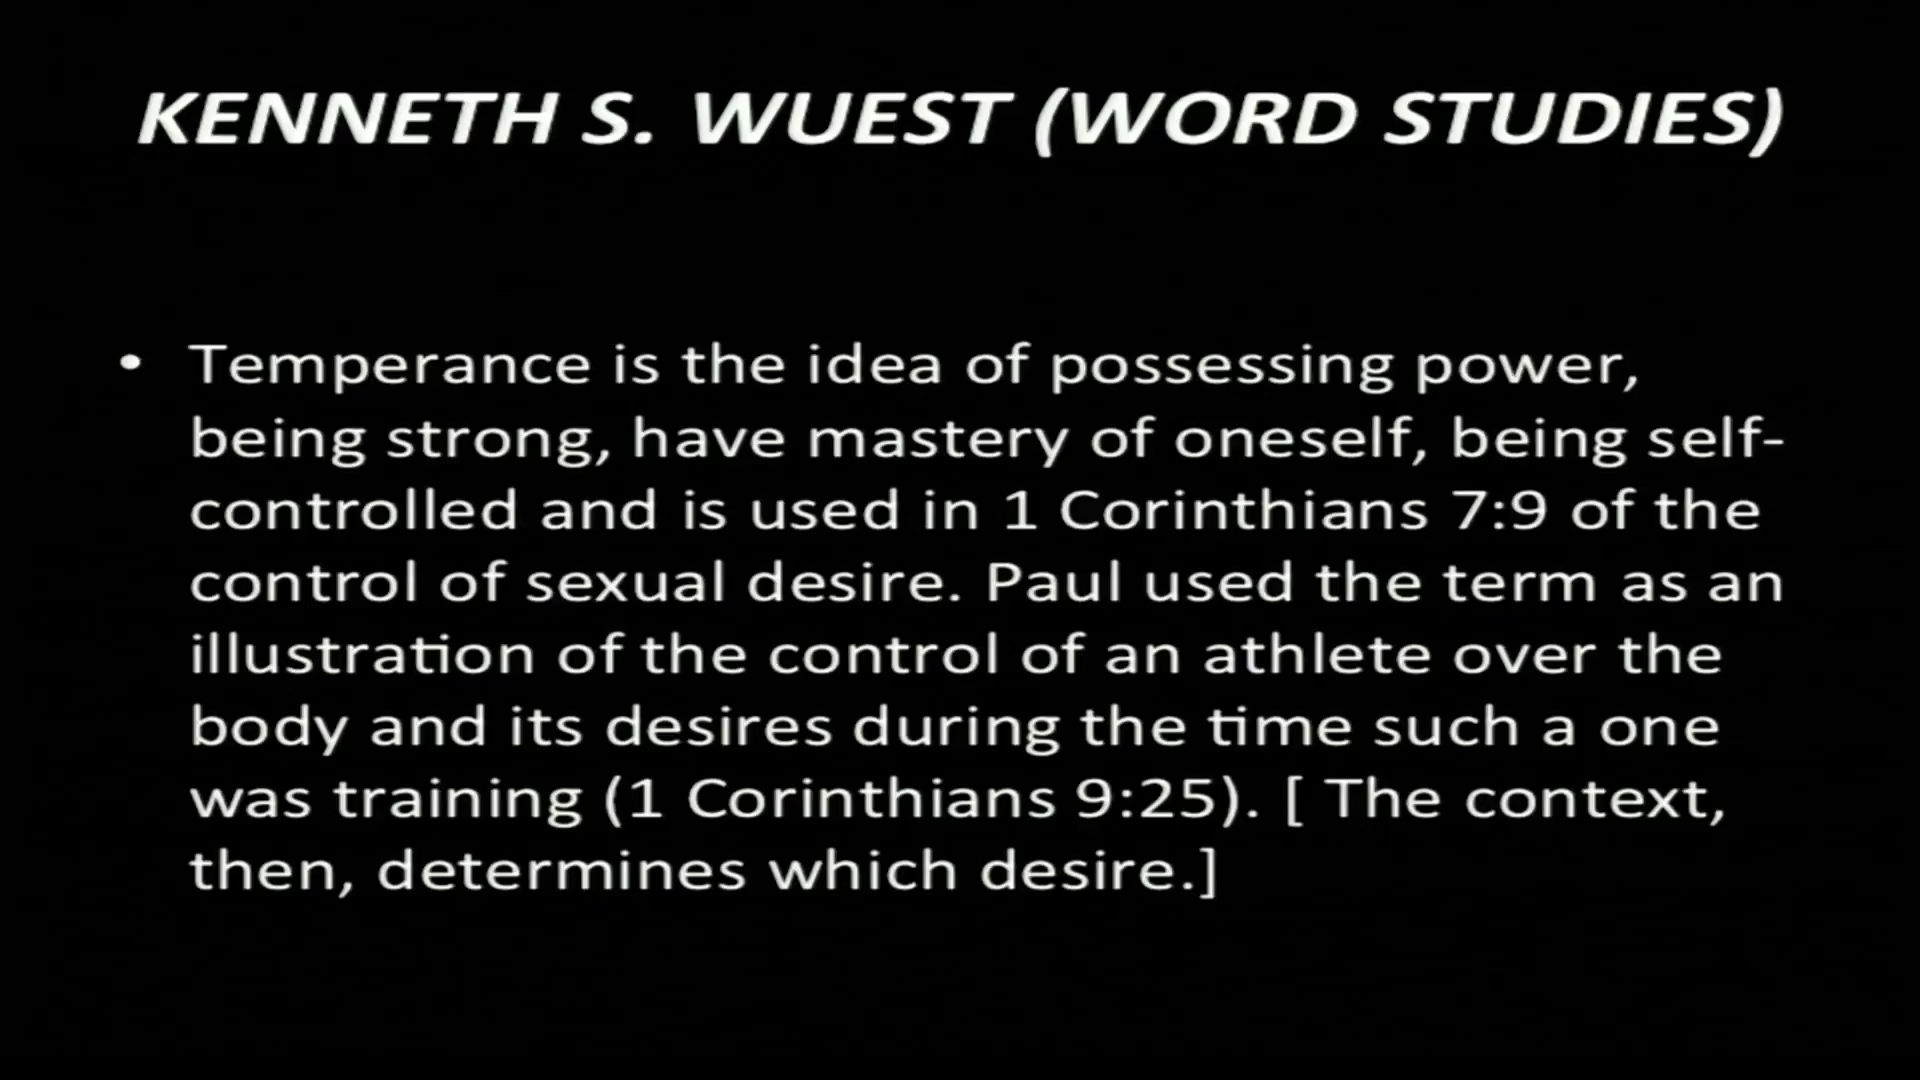 KENNETH S. WUEST (WORD STUDIES)
• Temperance is the idea of possessing power,
being strong, have mastery of oneself, being self-
controlled and is used in 1 Corinthians 7:9 of the
control of sexual desire. Paul used the term as an
illustration of the control of an athlete over the
body and its desires during the time such a one
was training (1 Corinthians 9:25). [ The context,
then, determines which desire.]